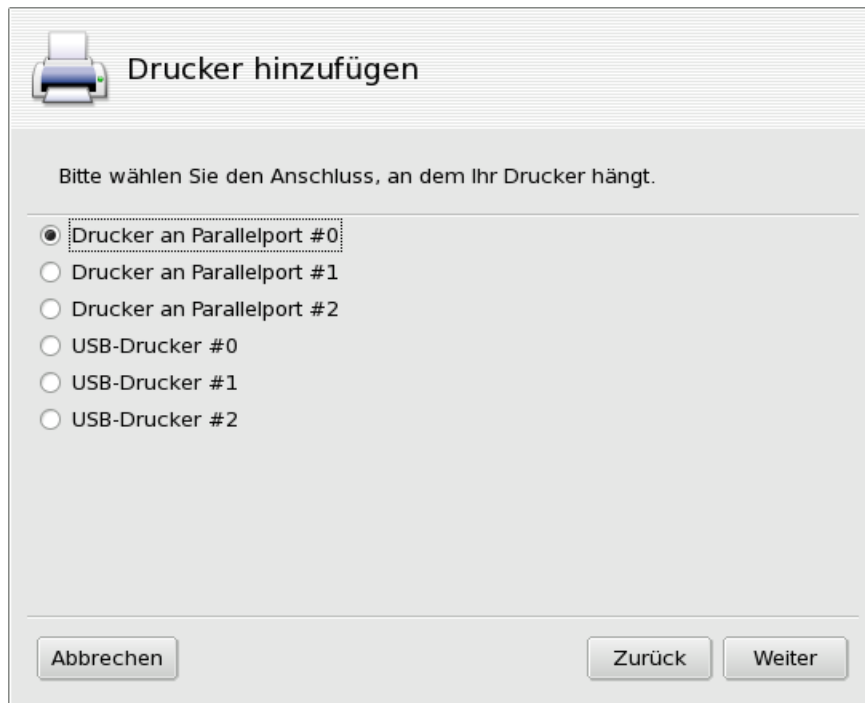 Drucker hinzufügen
Bitte wählen Sie den Anschluss, an dem Ihr Drucker hängt.
Drucker an Parallelport #0
Drucker an Parallelport #1
Drucker an Parallelport #2
USB-Drucker #0
USB-Drucker #1
USB-Drucker #2
Abbrechen Zurück Weiter